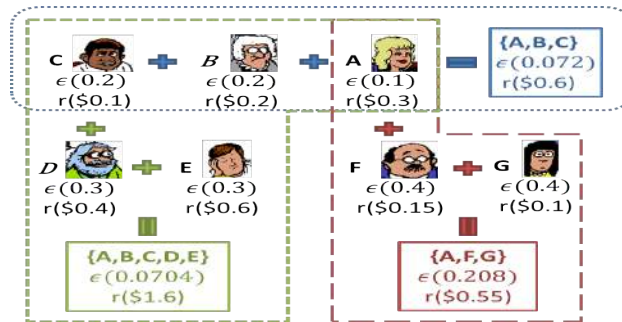 C + B + A = {A,B,C}
ϵ(0.2) ϵ(0.2) ϵ(0.1) ϵ(0.072)
r($0.1) r($0.2) r($0.3) r($0.6)
+ +
D + E F + G
ϵ(0.3) ϵ(0.3) ϵ(0.4) ϵ(0.4)
r($0.4) r($0.6) r($0.15) r($0.1)
= =
{A,B,C,D,E} {A,F,G}
ϵ(0.0704) ϵ(0.208)
r($1.6) r($0.55)